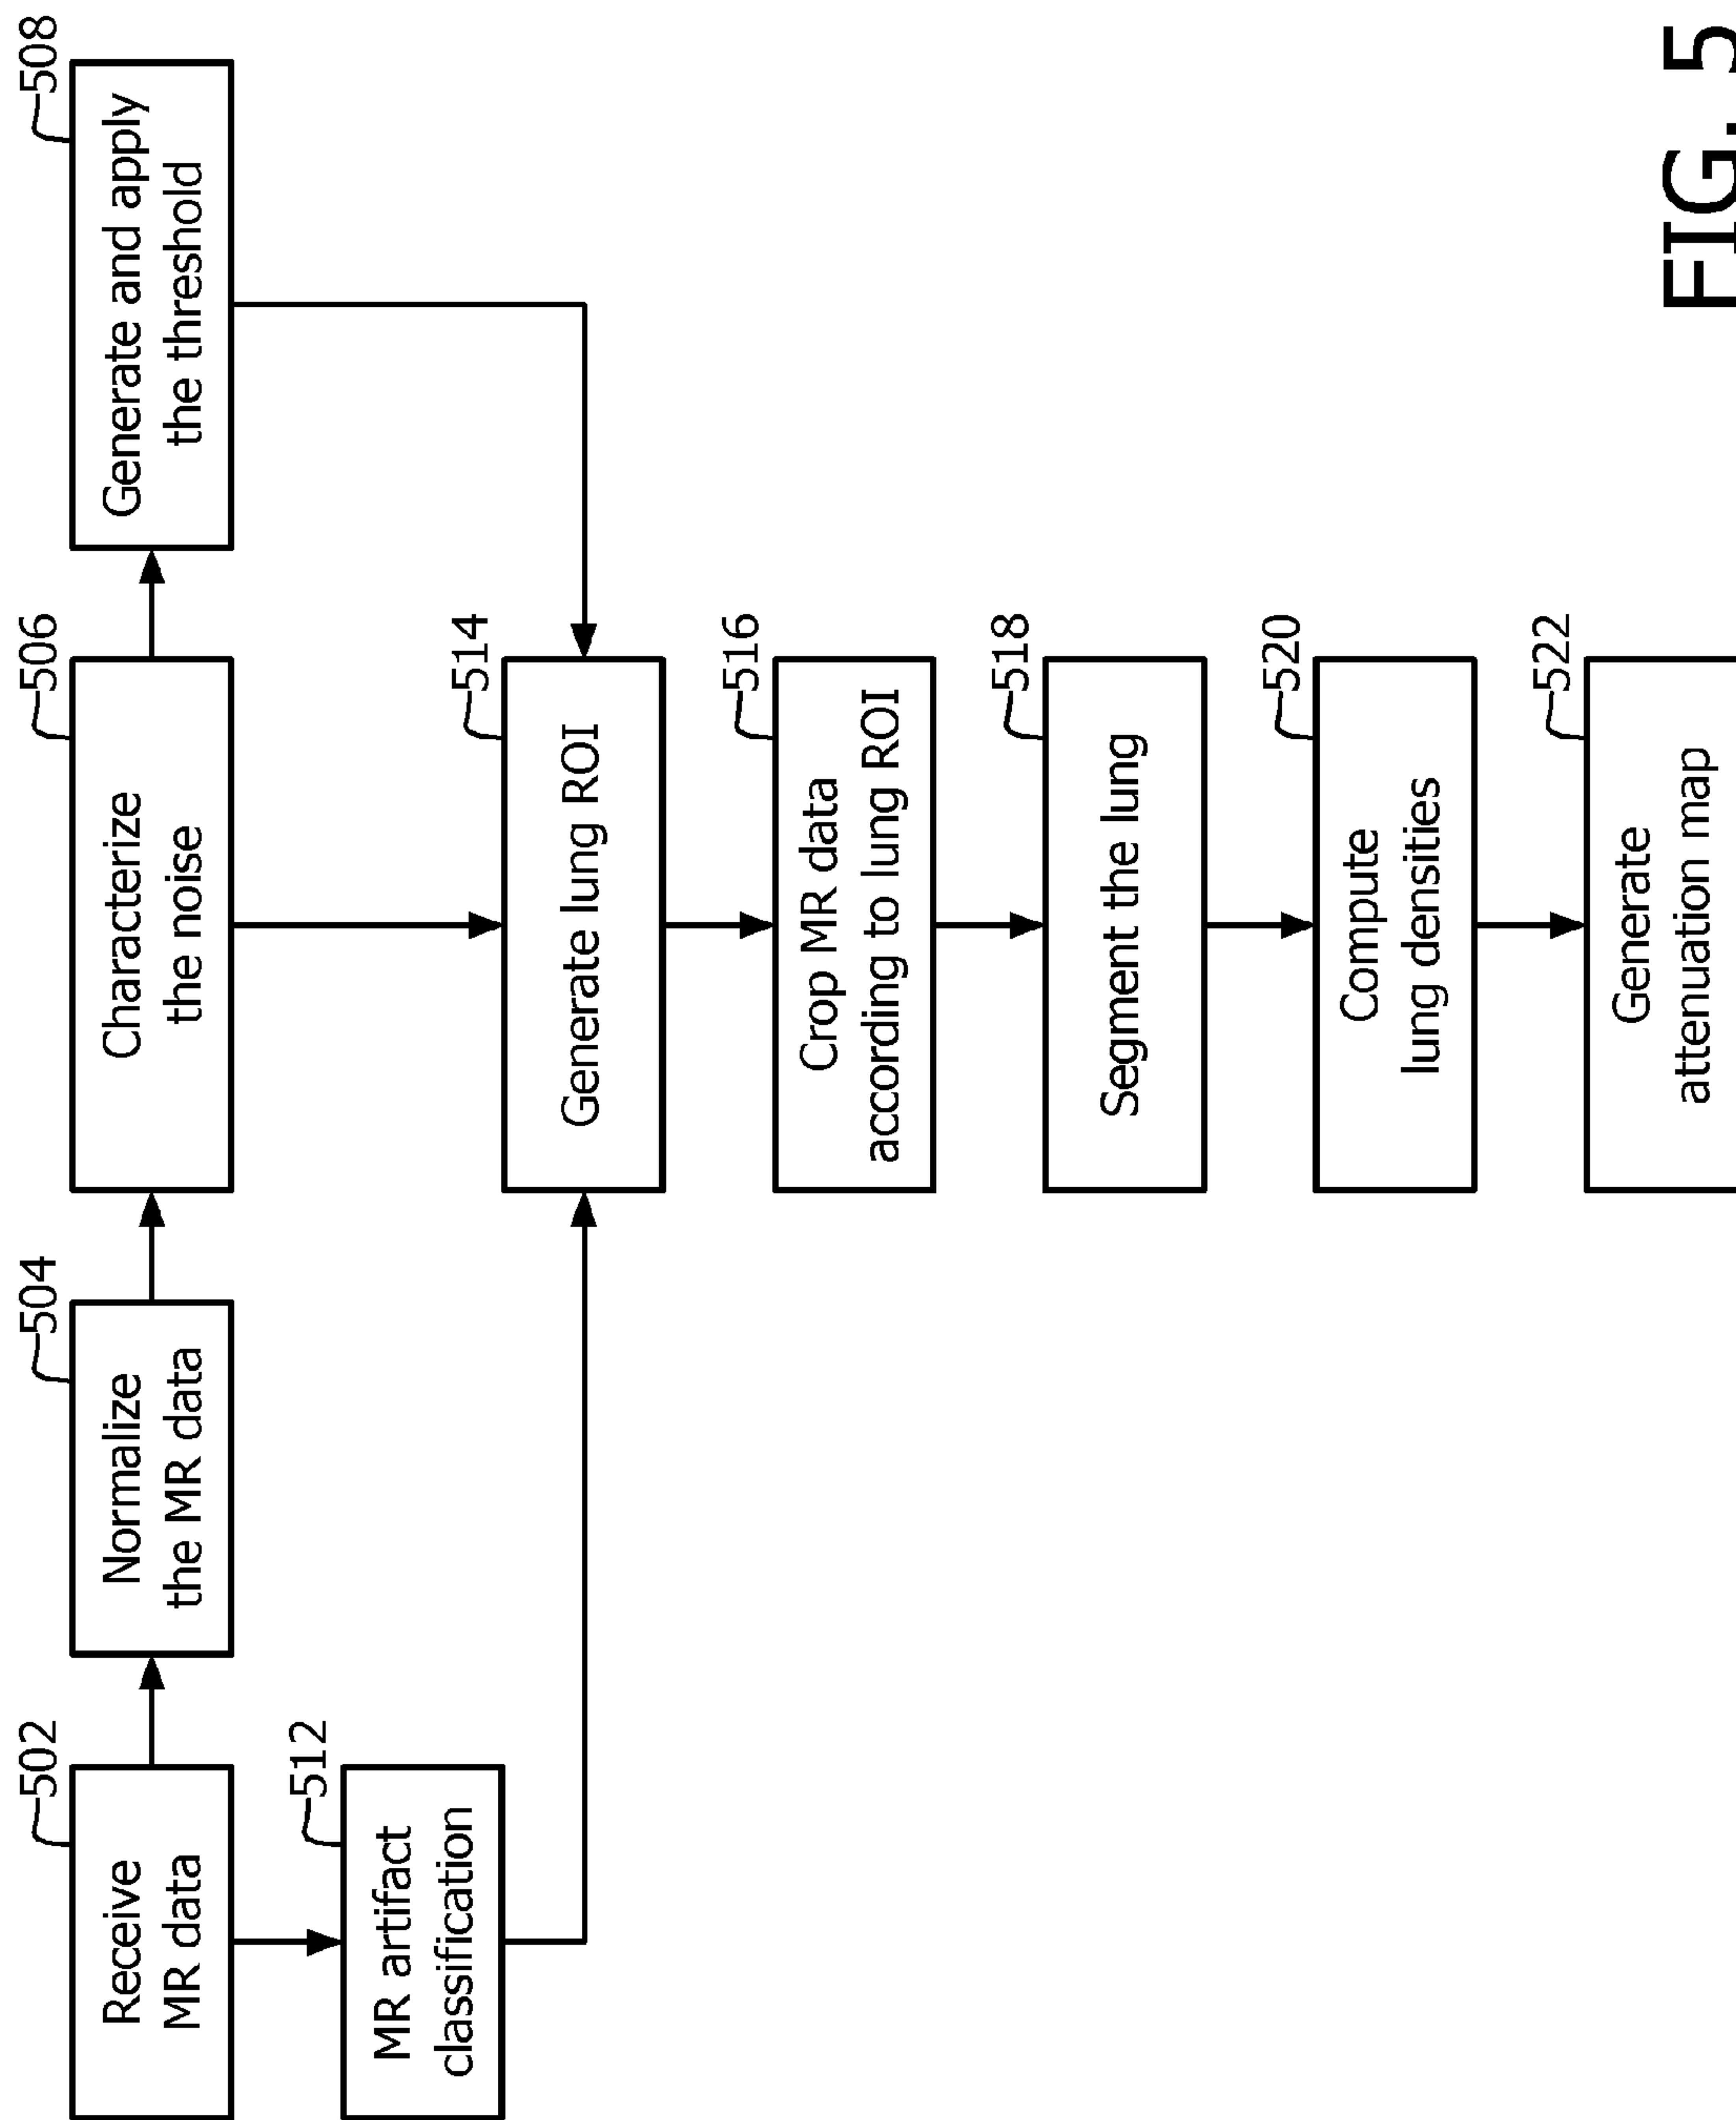 502
Receive
MR data
504
Normalize
the MR data
506
Characterize
the noise
508
Generate and apply
the threshold
512
MR artifact
classification
514
Generate lung ROI
516
Crop MR data
according to lung ROI
518
Segment the lung
520
Compute
lung densities
522
Generate
attenuation map
FIG. 5